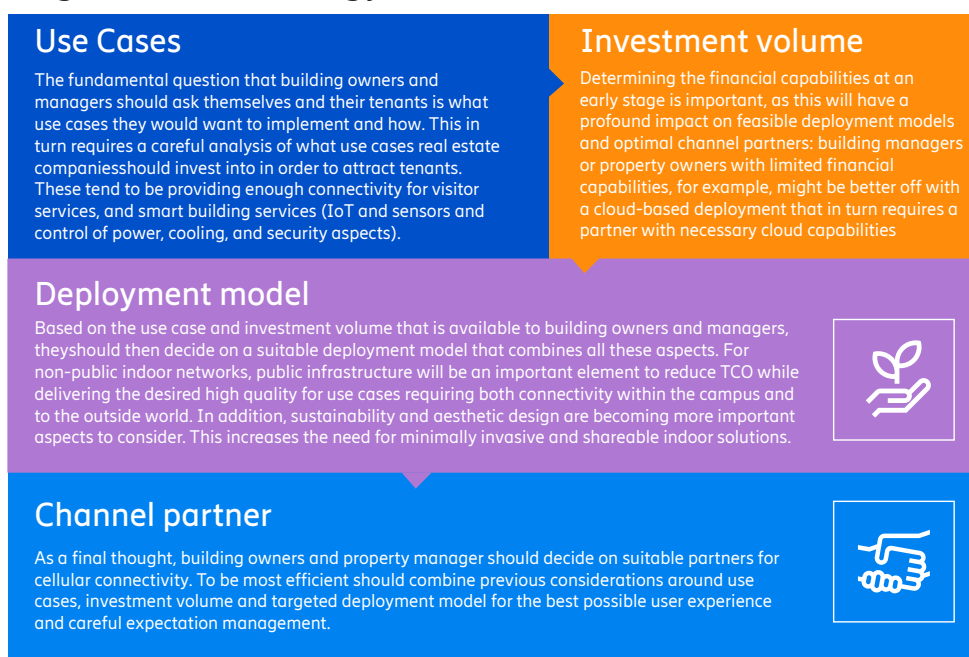 Use Cases
The fundamental question that building owners and
managers should ask themselves and their tenants is what
use cases they would want to implement and how. This in
turn requires a careful analysis of what use cases real estate
companiesshould invest into in order to attract tenants.
These tend to be providing enough connectivity for visitor
services, and smart building services (IoT and sensors and
control of power, cooling, and security aspects).
Investment volume
Determining the financial capabilities at an
early stage is important, as this will have a
profound impact on feasible deployment models
and optimal channel partners: building managers
or property owners with limited financial
capabilities, for example, might be better off with
a cloud-based deployment that in turn requires a
partner with necessary cloud capabilities
Deployment model
Based on the use case and investment volume that is available to building owners and managers,
theyshould then decide on a suitable deployment model that combines all these aspects. For
non-public indoor networks, public infrastructure will be an important element to reduce TCO while
delivering the desired high quality for use cases requiring both connectivity within the campus and
to the outside world. In addition, sustainability and aesthetic design are becoming more important
aspects to consider. This increases the need for minimally invasive and shareable indoor solutions.
Channel partner
As a final thought, building owners and property manager should decide on suitable partners for
cellular connectivity. To be most efficient should combine previous considerations around use
cases, investment volume and targeted deployment model for the best possible user experience
and careful expectation management.